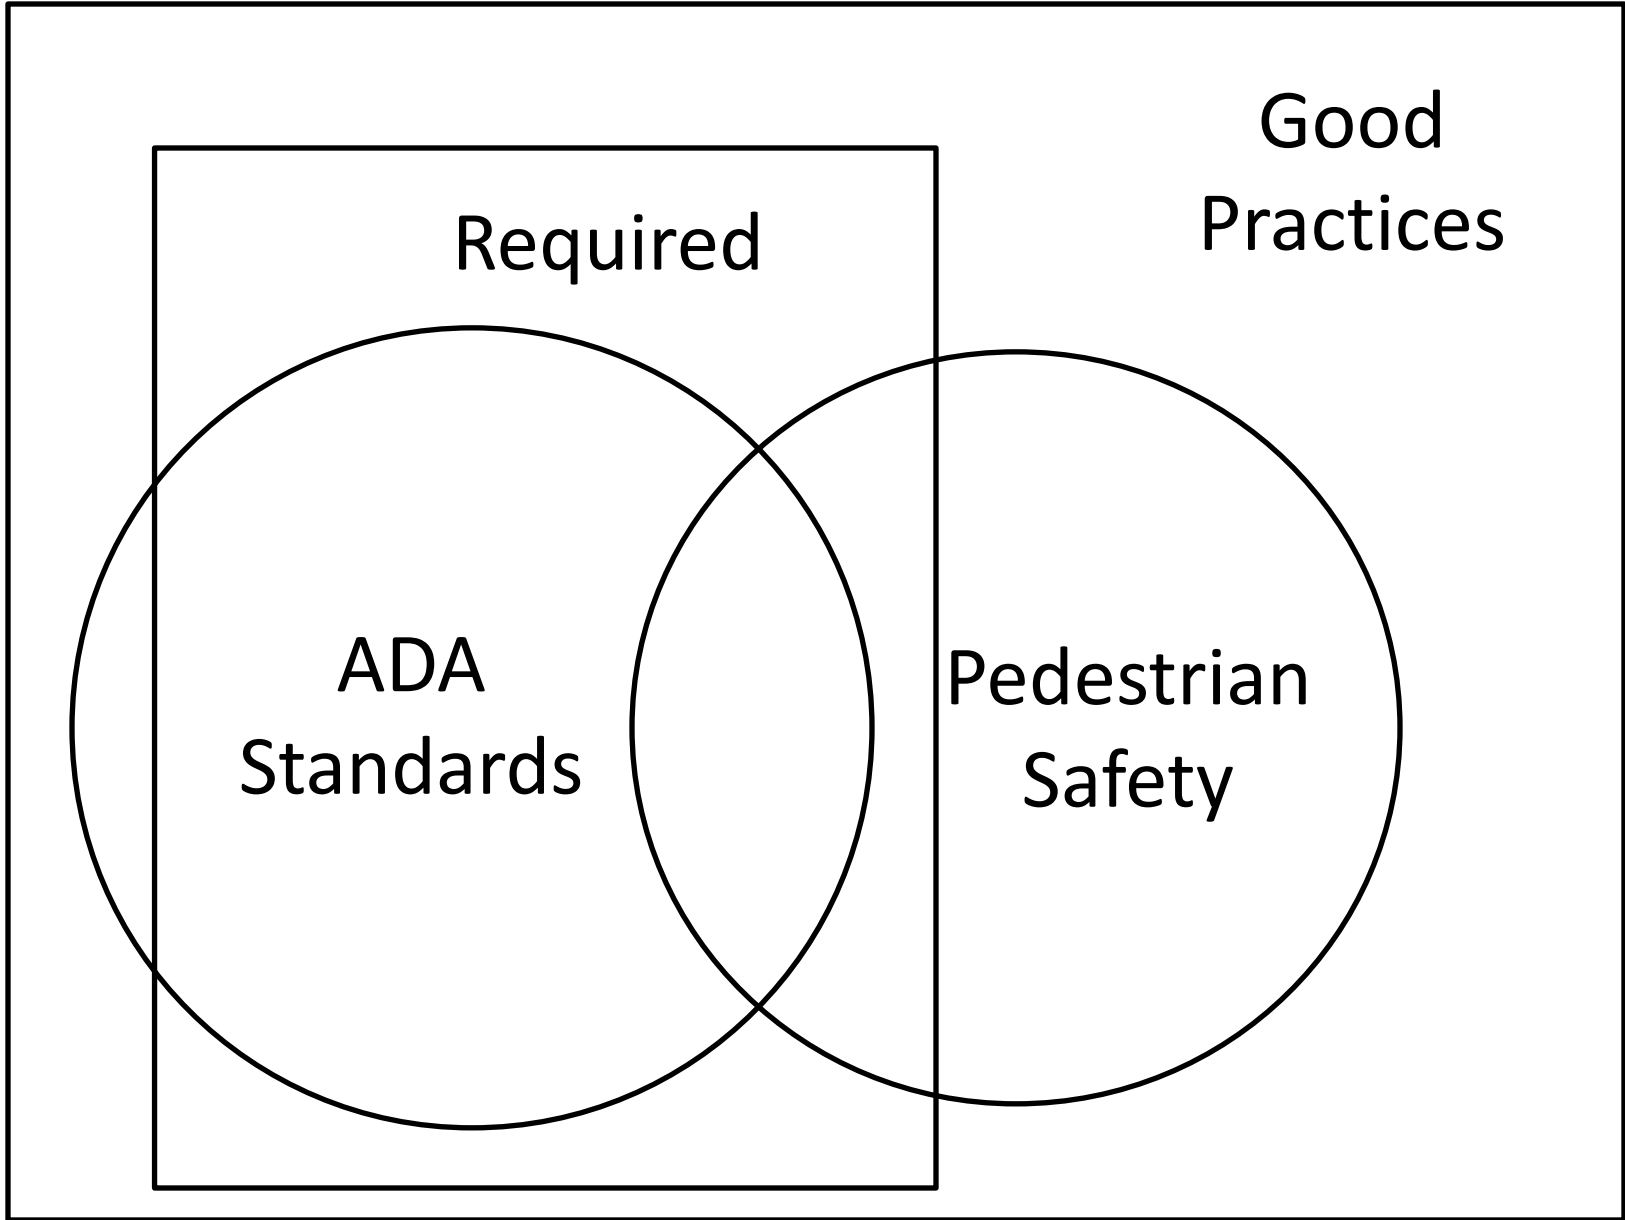 Good
Practices
Required
ADA
Standards
Pedestrian
Safety